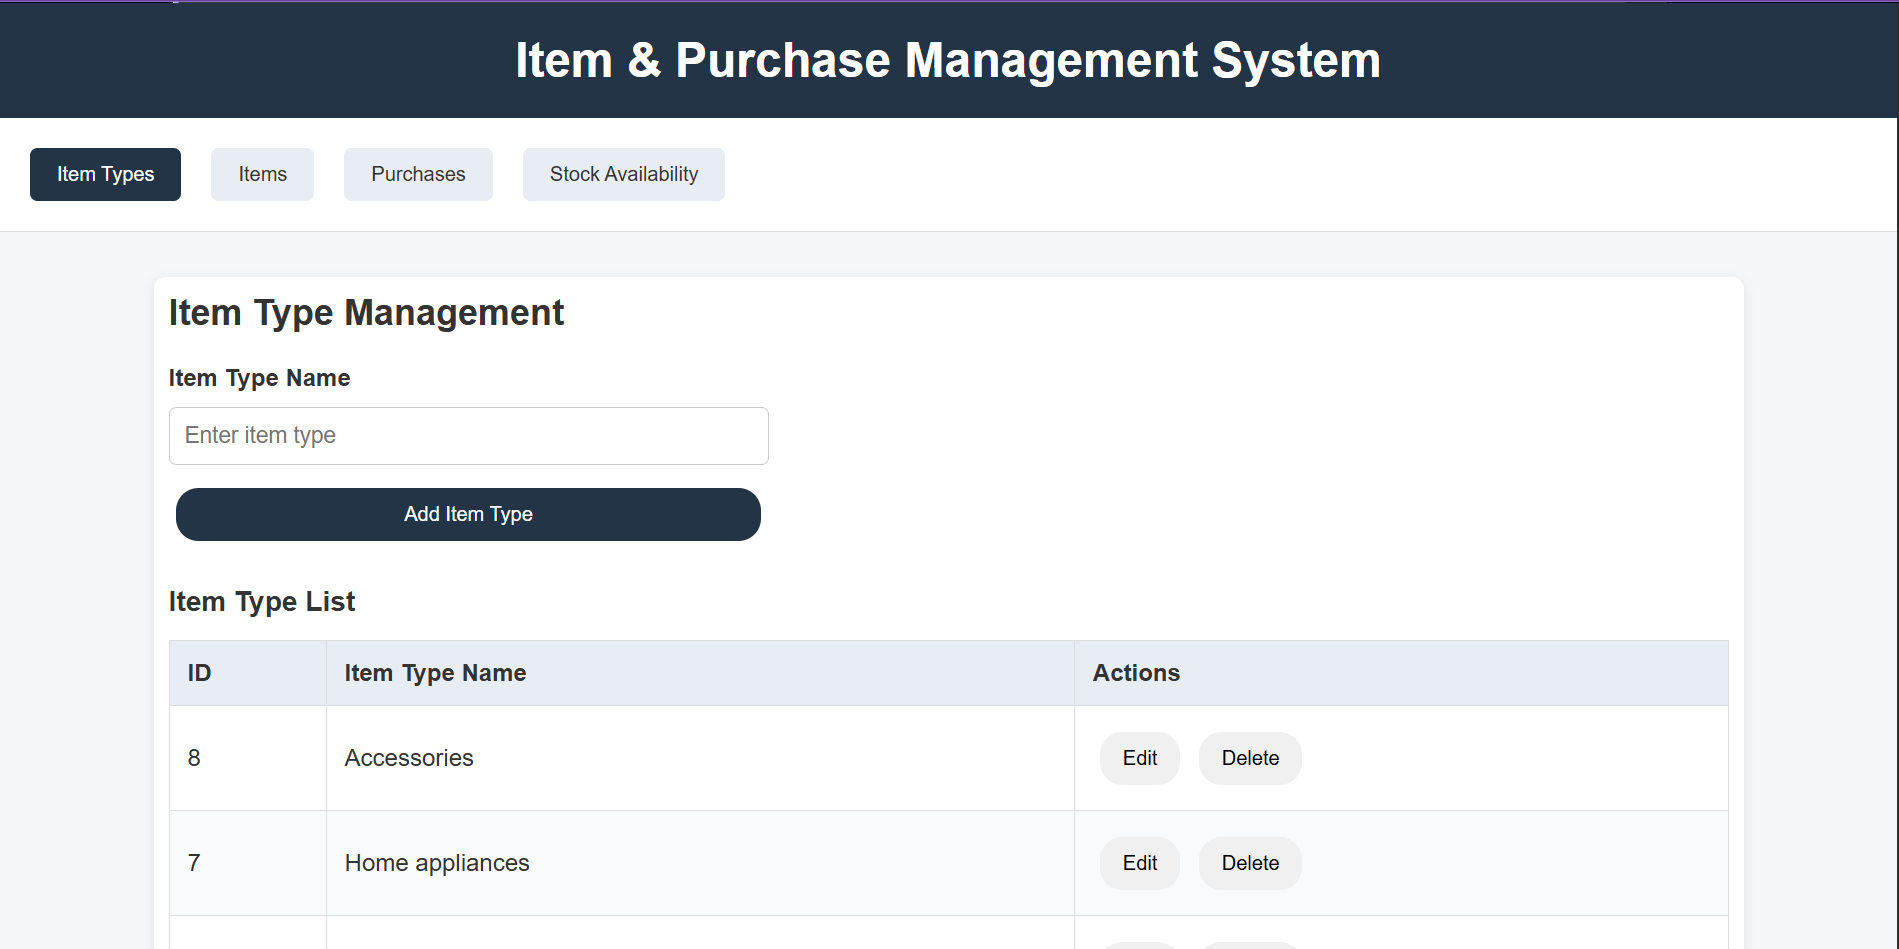 Item & Purchase Management System
Item Types Items Purchases Stock Availability
Item Type Management
Item Type Name
Enter item type
Add Item Type
Item Type List
ID Item Type Name Actions
8 Accessories Edit Delete
7 Home appliances Edit Delete